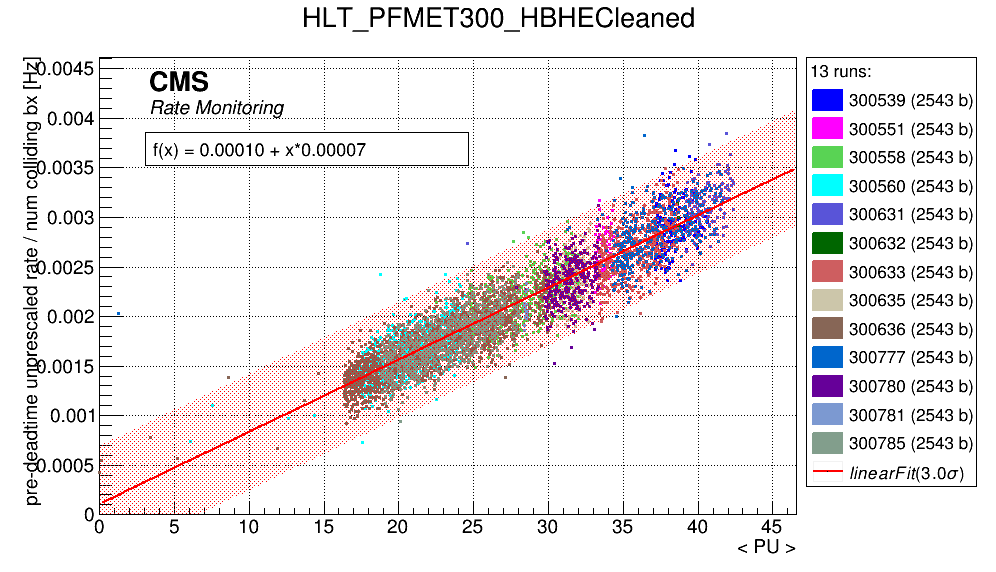 HLT_PFMET300_HBHECleaned
pre-deadtime unprescaled rate / num colliding bx [Hz]
0.0045
0.004
0.0035
0.003
0.0025
0.002
0.0015
0.001
0.0005
0
CMS
Rate Monitoring
f(x) = 0.00010 + x*0.00007
0 5 10 15 20 25 30 35 40 45
< PU >
13 runs:
300539 (2543 b)
300551 (2543 b)
300558 (2543 b)
300560 (2543 b)
300631 (2543 b)
300632 (2543 b)
300633 (2543 b)
300635 (2543 b)
300636 (2543 b)
300777 (2543 b)
300780 (2543 b)
300781 (2543 b)
300785 (2543 b)
linearFit(3.0σ)